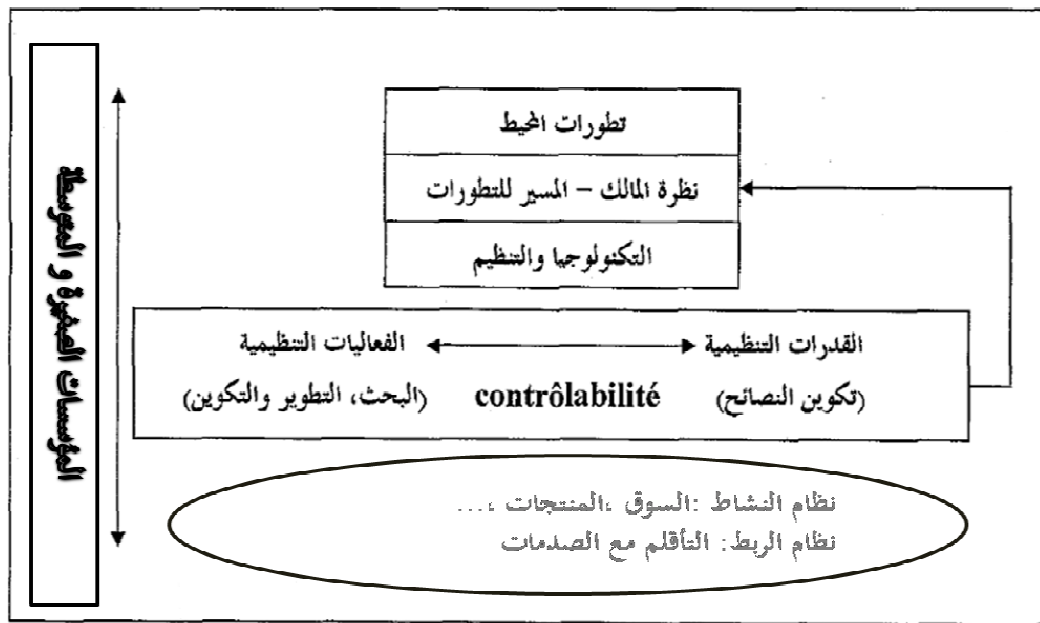 المؤسسات الصغيرة و المتوسطة
تطورات المحيط
نظرة المالك – المسير للتطورات
التكنولوجيا والتنظيم
القدرات التنظيمية
الفعاليات التنظيمية
(تكوين النصائح)
contrôlabilité
(البحث، التطوير والتكوين)
نظام النشاط :السوق ،المنتجات ،...
نظام الربط: التأقلم مع الصدمات